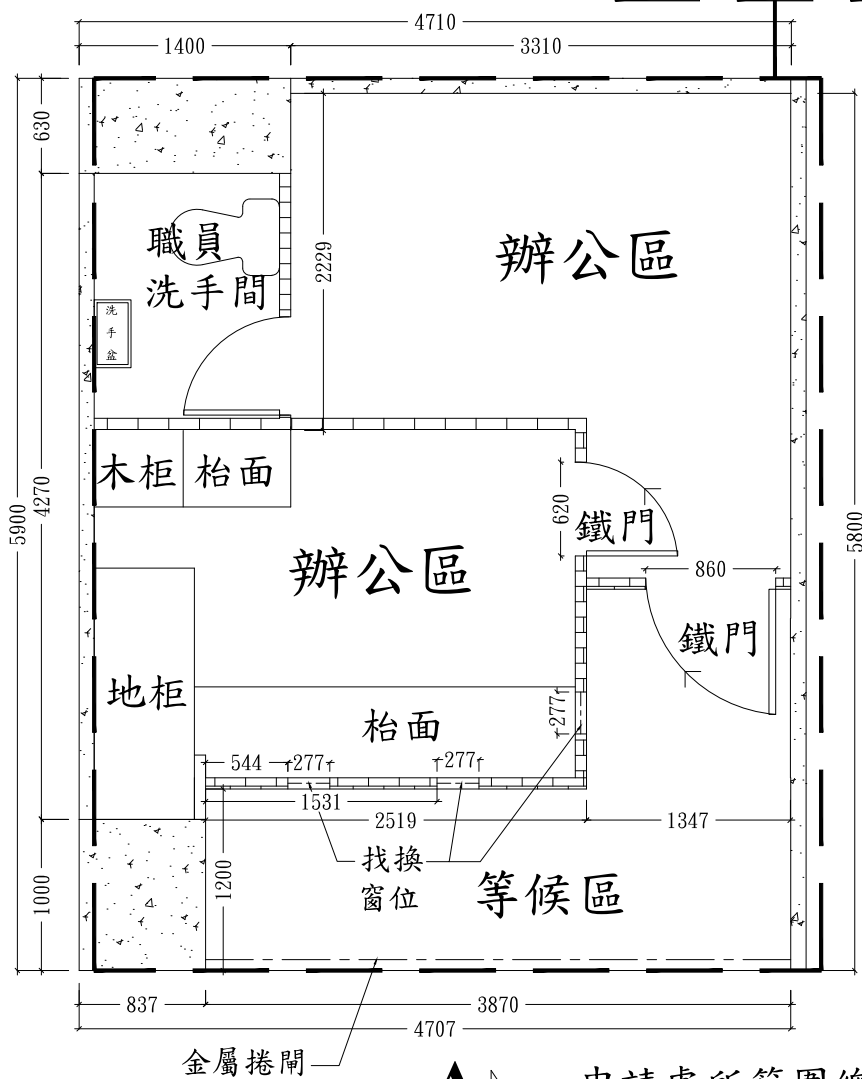 4710
1400
3310
630
職員
洗手間
2229
辦公區
洗
手
盆
木柜
枱面
620
鐵門
5900
4270
5800
辦公區
860
鐵門
地柜
枱面
277
544
277
277
1531
2519
1347
1200
找換
窗位
等候區
1000
837
3870
4707
金屬捲閘